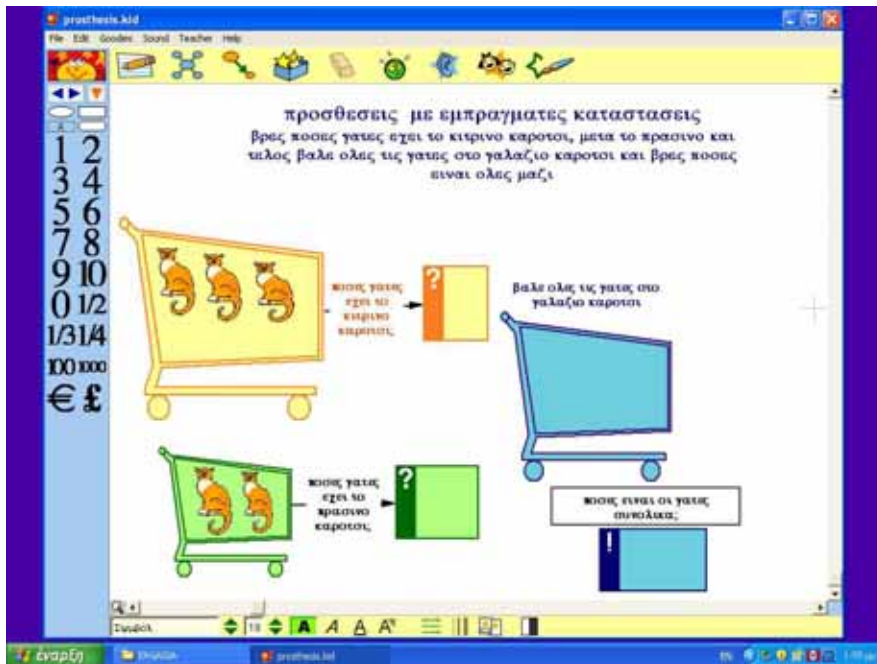 prosthesis.kid
File Edit Goodies Sound Teacher Help
προσθεσεις με εμπραγματες καταστασεις
βρες ποσες γατες εχει το κιτρινο καροτσι, μετα το πρασινο και
τελος βαλε ολες τις γατες στο γαλαζιο καροτσι και βρες ποσες
ειναι ολες μαζι
1 2
3 4
5 6
7 8
9 10
0 1/2
1/3 1/4
100 1000
€ £
ποσες γατες
εχει το
κιτρινο
καροτσι;
?
βαλε ολες τις γατες στο
γαλαζιο καροτσι
ποσες γατες
εχει το
πρασινο
καροτσι;
?
ποσες ειναι οι γατες
συνολικα;
!
18 A A A A
έναρξη
prosthesis.kid
EN